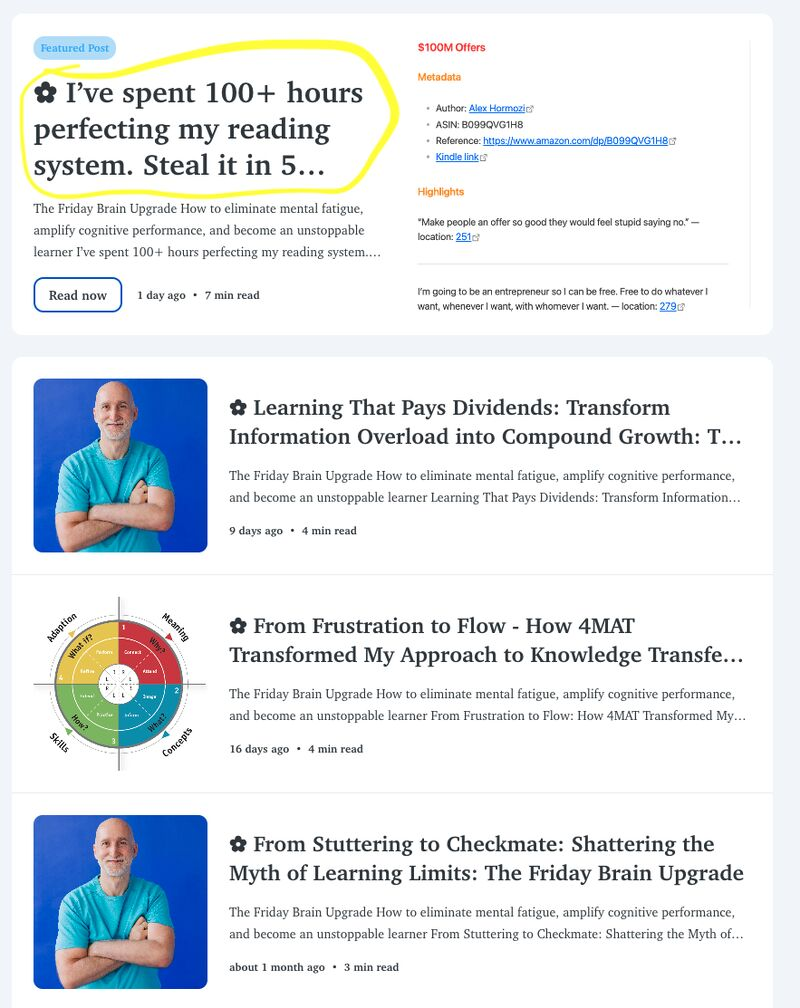 Featured Post
✿ I’ve spent 100+ hours
perfecting my reading
system. Steal it in 5…
The Friday Brain Upgrade How to eliminate mental fatigue,
amplify cognitive performance, and become an unstoppable
learner I’ve spent 100+ hours perfecting my reading system.…
Read now 1 day ago • 7 min read
$100M Offers
Metadata
• Author: Alex Hormozi
• ASIN: B099QVG1H8
• Reference: https://www.amazon.com/dp/B099QVG1H8
• Kindle link
Highlights
“Make people an offer so good they would feel stupid saying no.” —
location: 251
I’m going to be an entrepreneur so I can be free. Free to do whatever I
want, whenever I want, with whomever I want. — location: 279
✿ Learning That Pays Dividends: Transform
Information Overload into Compound Growth: T…
The Friday Brain Upgrade How to eliminate mental fatigue, amplify cognitive performance,
and become an unstoppable learner Learning That Pays Dividends: Transform Information…
9 days ago • 4 min read
Adaption
Meaning
What If?
Why?
4
1
Perform
Connect
Refine
Attend
2
Image
Inform
Practice
How?
What?
3
Skills
Concepts
✿ From Frustration to Flow - How 4MAT
Transformed My Approach to Knowledge Transfe…
The Friday Brain Upgrade How to eliminate mental fatigue, amplify cognitive performance,
and become an unstoppable learner From Frustration to Flow: How 4MAT Transformed My…
16 days ago • 4 min read
✿ From Stuttering to Checkmate: Shattering the
Myth of Learning Limits: The Friday Brain Upgrade
The Friday Brain Upgrade How to eliminate mental fatigue, amplify cognitive performance,
and become an unstoppable learner From Stuttering to Checkmate: Shattering the Myth of…
about 1 month ago • 3 min read